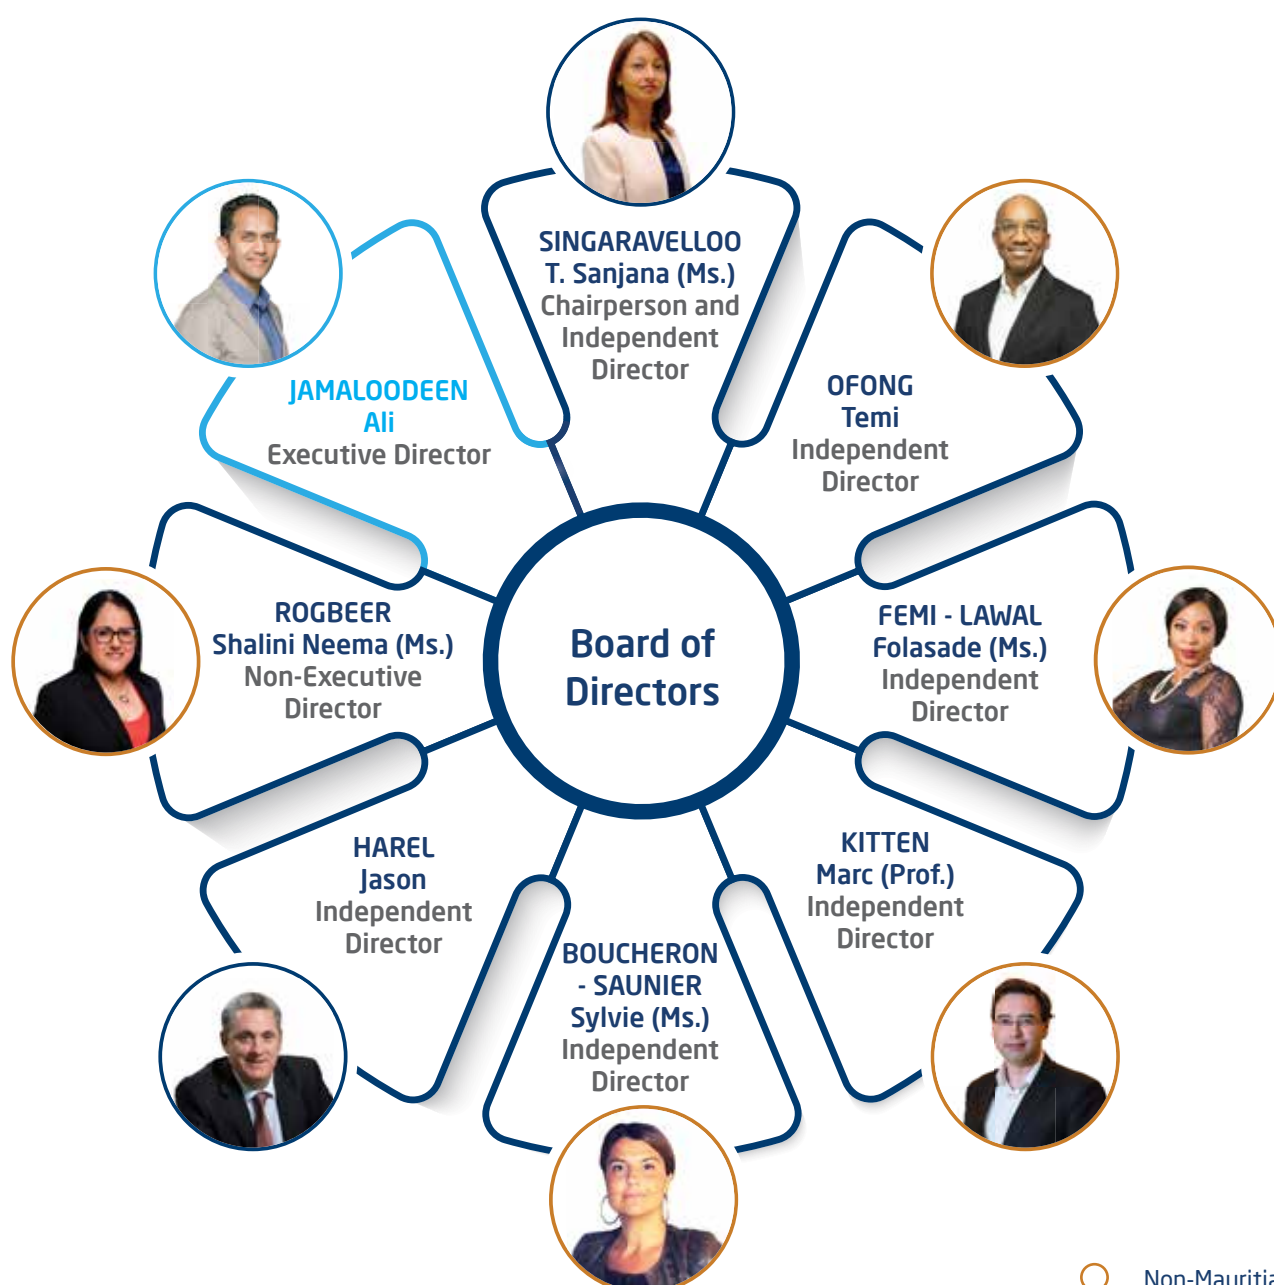 SINGARAVELLOO
T. Sanjana (Ms.)
Chairperson and
Independent
Director
OFONG
Temi
Independent
Director
JAMALOODEEN
Ali
Executive Director
ROGBEER
Shalini Neema (Ms.)
Non-Executive
Director
Board of
Directors
FEMI - LAWAL
Folasade (Ms.)
Independent
Director
HAREL
Jason
Independent
Director
KITTEN
Marc (Prof.)
Independent
Director
BOUCHERON
- SAUNIER
Sylvie (Ms.)
Independent
Director